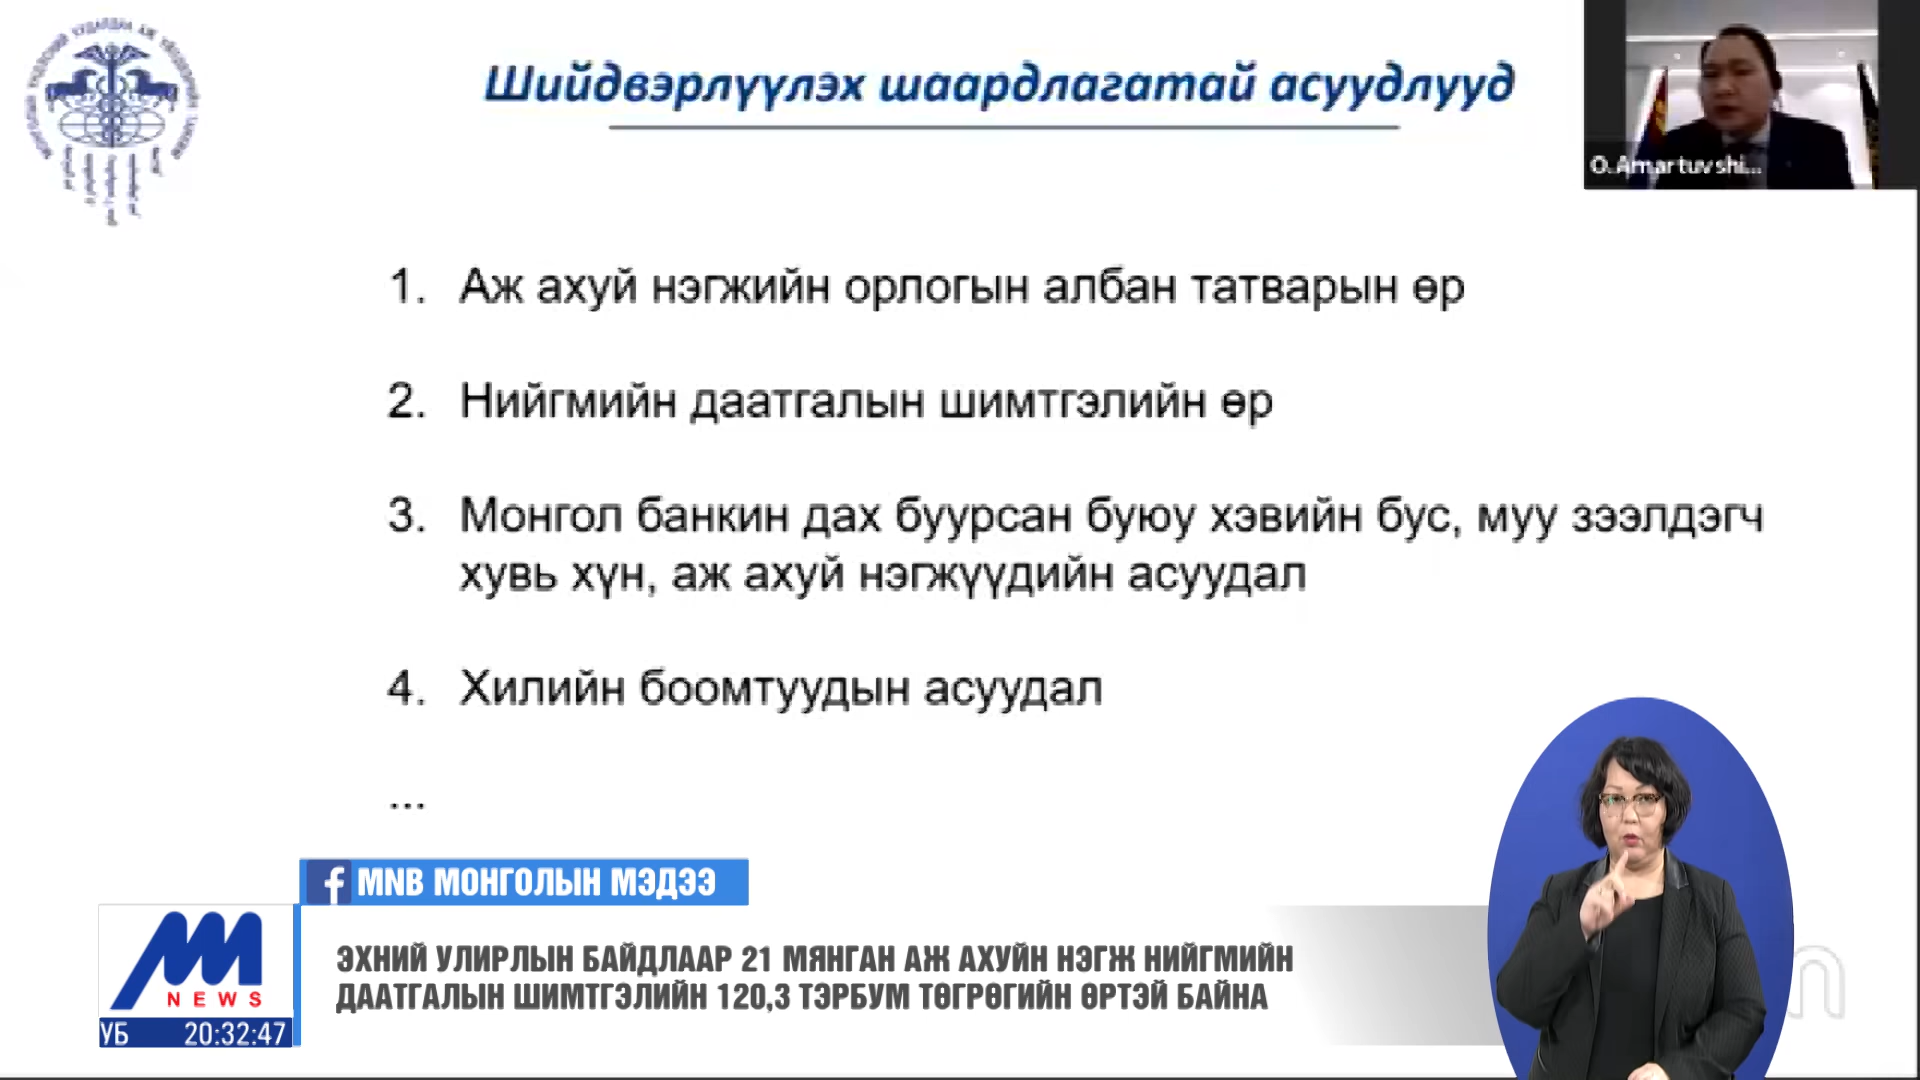 Шийдвэрлүүлэх шаардлагатай асуудлууд
O.Amartuvshi...
1. Аж ахуй нэгжийн орлогын албан татварын өр
2. Нийгмийн даатгалын шимтгэлийн өр
3. Монгол банкин дах буурсан буюу хэвийн бус, муу зээлдэгч
хувь хүн, аж ахуй нэгжүүдийн асуудал
4. Хилийн боомтуудын асуудал
...
MNB МОНГОЛЫН МЭДЭЭ
ЭХНИЙ УЛИРЛЫН БАЙДЛААР 21 МЯНГАН АЖ АХУЙН НЭГЖ НИЙГМИЙН
ДААТГАЛЫН ШИМТГЭЛИЙН 120,3 ТЭРБУМ ТӨГРӨГИЙН ӨРТЭЙ БАЙНА
NEWS
УБ 20:32:47